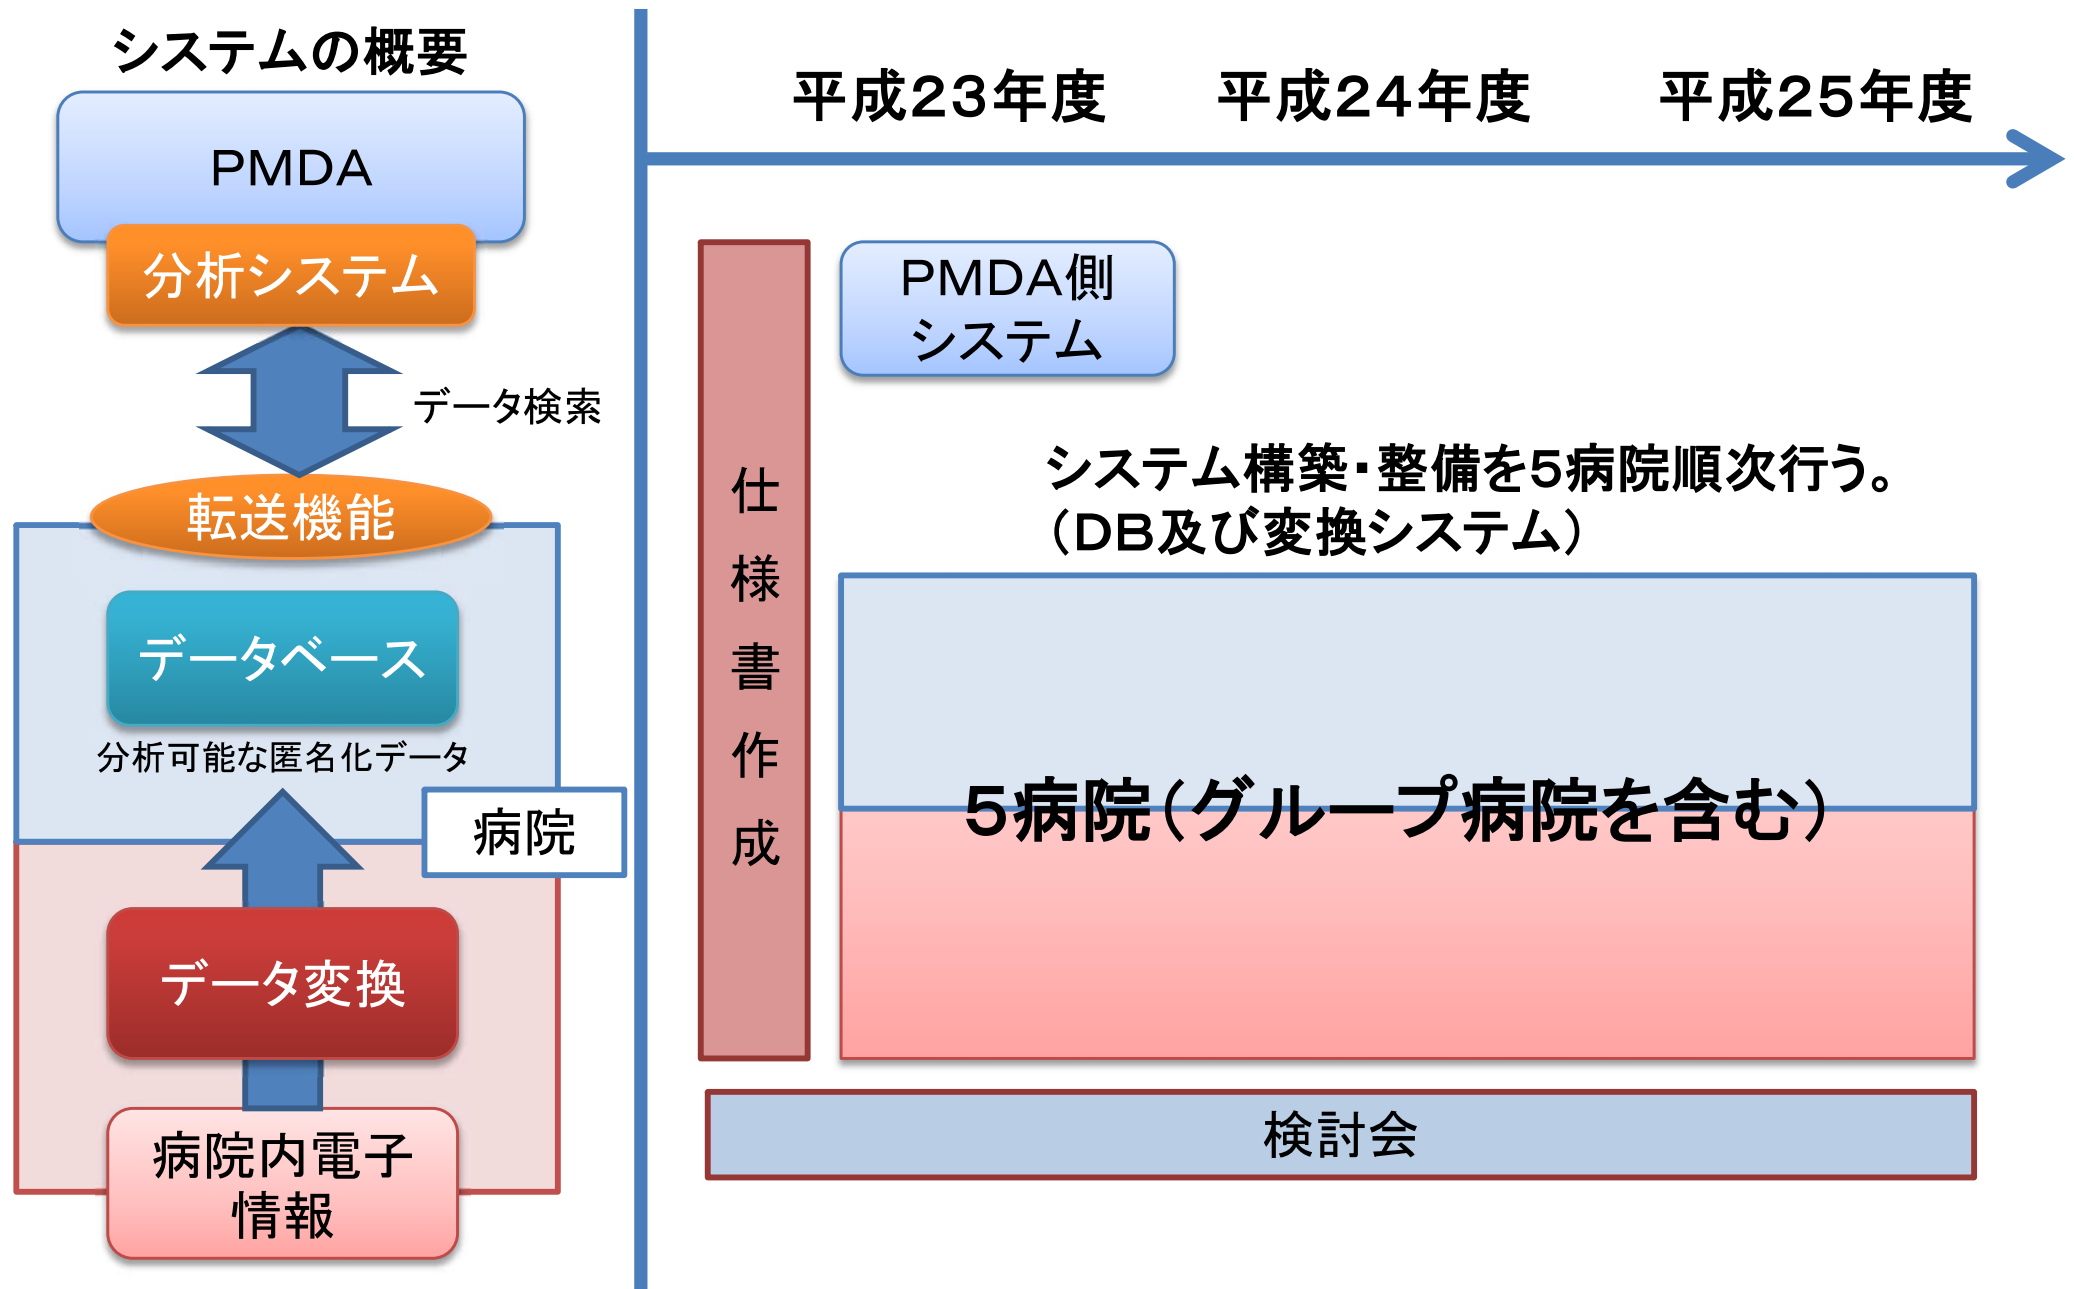 システムの概要
PMDA
分析システム
データ検索
転送機能
データベース
分析可能な匿名化データ
病院
データ変換
病院内電子
情報
平成23年度
平成24年度
平成25年度
仕様書作成
PMDA側
システム
システム構築・整備を5病院順次行う。
(DB及び変換システム)
5病院(グループ病院を含む)
検討会